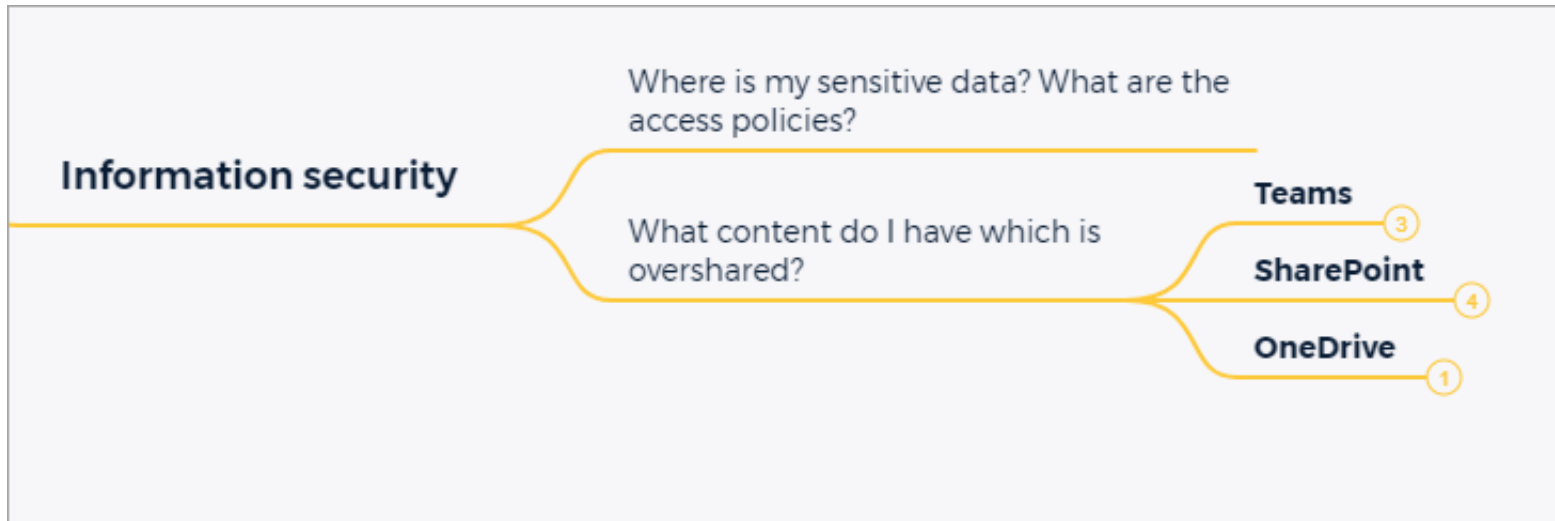 Information security
Where is my sensitive data? What are the
access policies?
What content do I have which is
overshared?
Teams
3
SharePoint
4
OneDrive
1